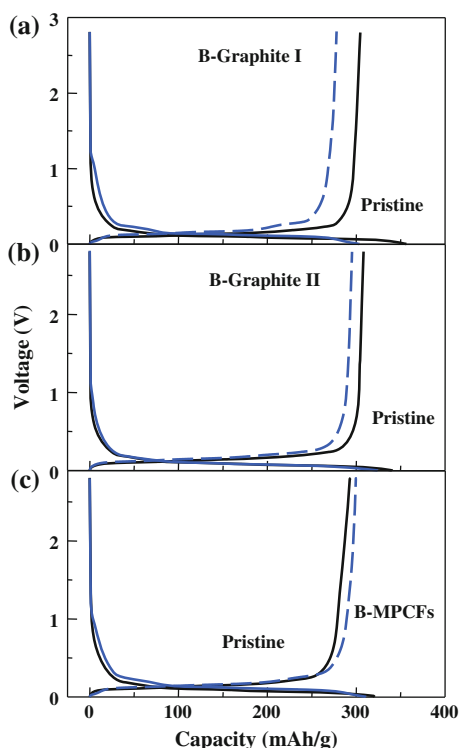 (a)
3
B-Graphite I
2
1
Pristine
0
(b)
B-Graphite II
2
Voltage (V)
1
Pristine
0
(c)
2
B-MPCFs
1
Pristine
0
0 100 200 300 400
Capacity (mAh/g)